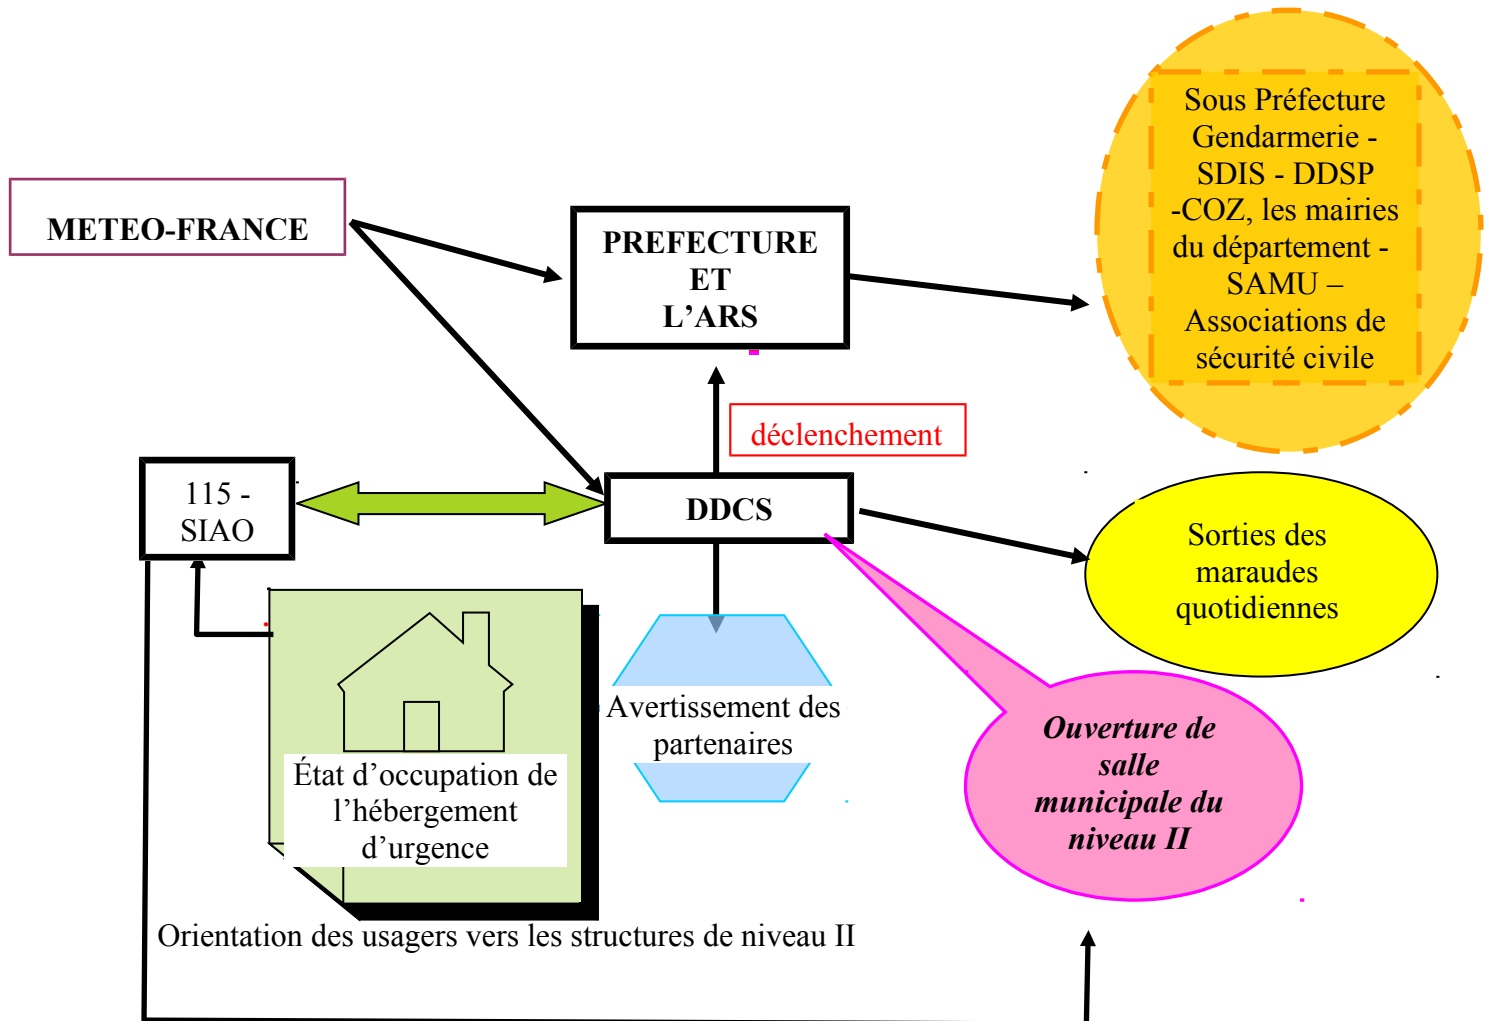 Sous Préfecture
Gendarmerie -
SDIS - DDSP
-COZ, les mairies
du département -
SAMU –
Associations de
sécurité civile
METEO-FRANCE
PREFECTURE
ET
L’ARS
déclenchement
115 -
SIAO
DDCS
Sorties des
maraudes
quotidiennes
Avertissement des
partenaires
Ouverture de
salle
municipale du
niveau II
État d’occupation de
l’hébergement
d’urgence
Orientation des usagers vers les structures de niveau II